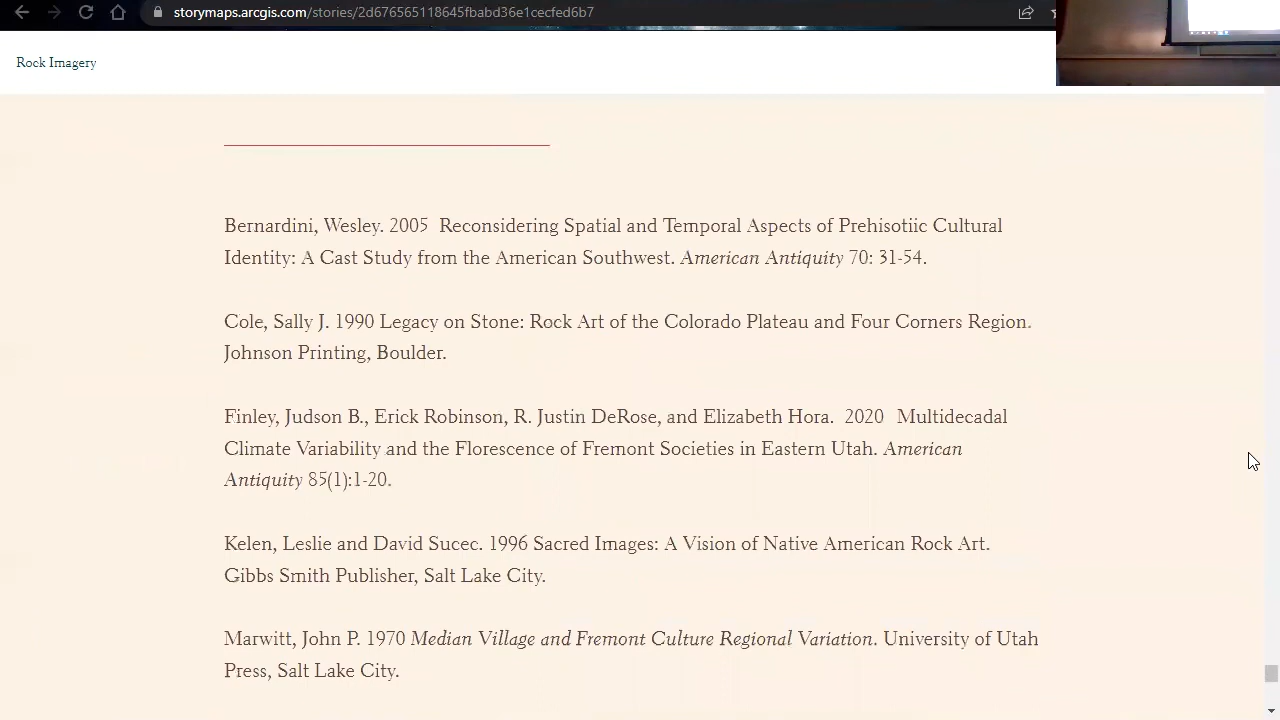 storymaps.arcgis.com/stories/2d676565118645fbabd36e1cecfed6b7
Rock Imagery
Bernardini, Wesley. 2005 Reconsidering Spatial and Temporal Aspects of Prehisotiic Cultural
Identity: A Cast Study from the American Southwest. American Antiquity 70: 31-54.
Cole, Sally J. 1990 Legacy on Stone: Rock Art of the Colorado Plateau and Four Corners Region.
Johnson Printing, Boulder.
Finley, Judson B., Erick Robinson, R. Justin DeRose, and Elizabeth Hora. 2020 Multidecadal
Climate Variability and the Florescence of Fremont Societies in Eastern Utah. American
Antiquity 85(1):1-20.
Kelen, Leslie and David Sucec. 1996 Sacred Images: A Vision of Native American Rock Art.
Gibbs Smith Publisher, Salt Lake City.
Marwitt, John P. 1970 Median Village and Fremont Culture Regional Variation. University of Utah
Press, Salt Lake City.